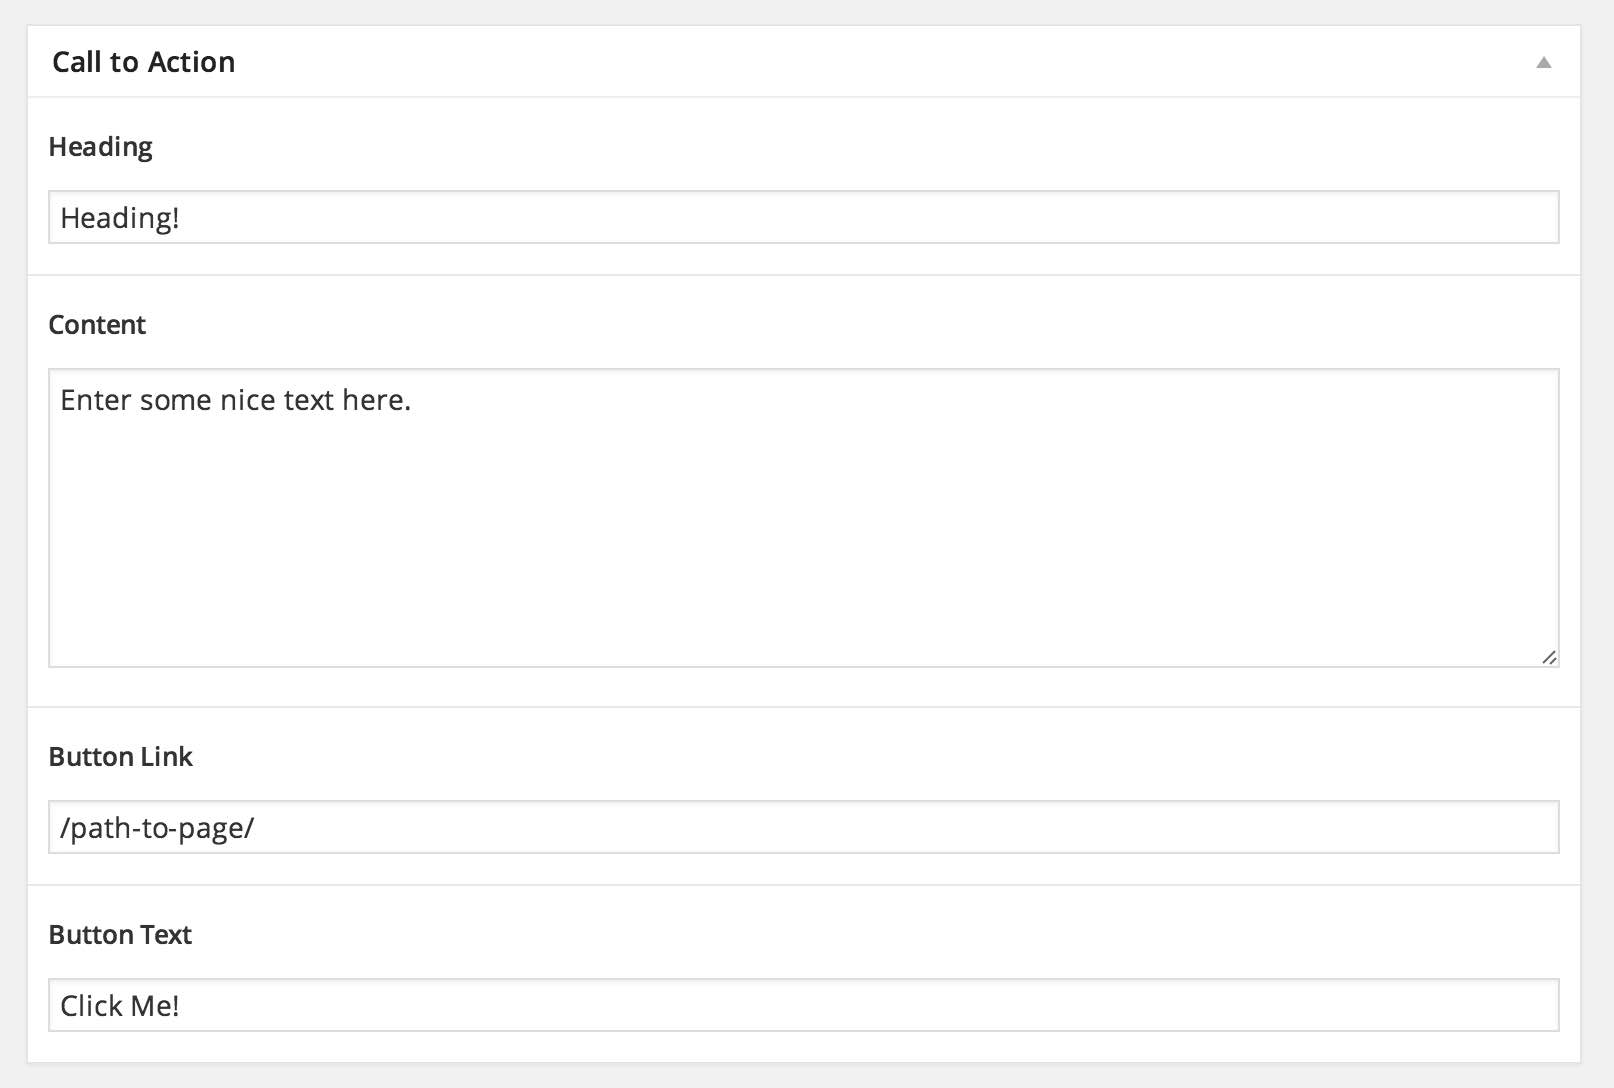 Call to Action
Heading
Heading!
Content
Enter some nice text here.
Button Link
/path-to-page/
Button Text
Click Me!